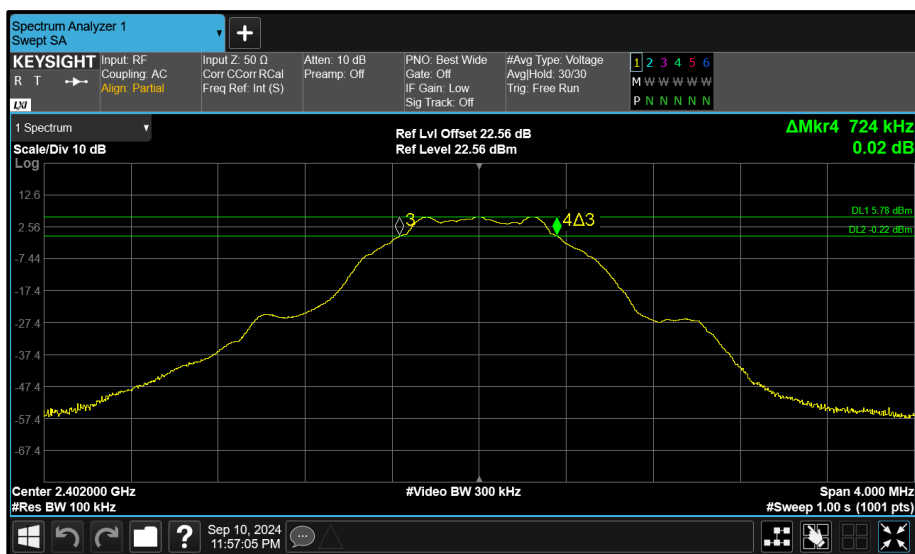 Spectrum Analyzer 1
Swept SA
+
KEYSIGHT
R T
LXI
Input: RF
Coupling: AC
Align: Partial
Input Z: 50 Ω
Corr CCorr RCal
Freq Ref: Int (S)
Atten: 10 dB
Preamp: Off
PNO: Best Wide
Gate: Off
IF Gain: Low
Sig Track: Off
#Avg Type: Voltage
Avg|Hold: 30/30
Trig: Free Run
1 2 3 4 5 6
M W W W W W
P N N N N N
1 Spectrum
Scale/Div 10 dB
Ref Lvl Offset 22.56 dB
Ref Level 22.56 dBm
ΔMkr4 724 kHz
0.02 dB
Log
12.6
DL1 5.78 dBm
3
4Δ3
2.56
DL2 -0.22 dBm
-7.44
-17.4
-27.4
-37.4
-47.4
-57.4
-67.4
Center 2.402000 GHz
#Video BW 300 kHz
Span 4.000 MHz
#Res BW 100 kHz
#Sweep 1.00 s (1001 pts)
?
Sep 10, 2024
11:57:05 PM